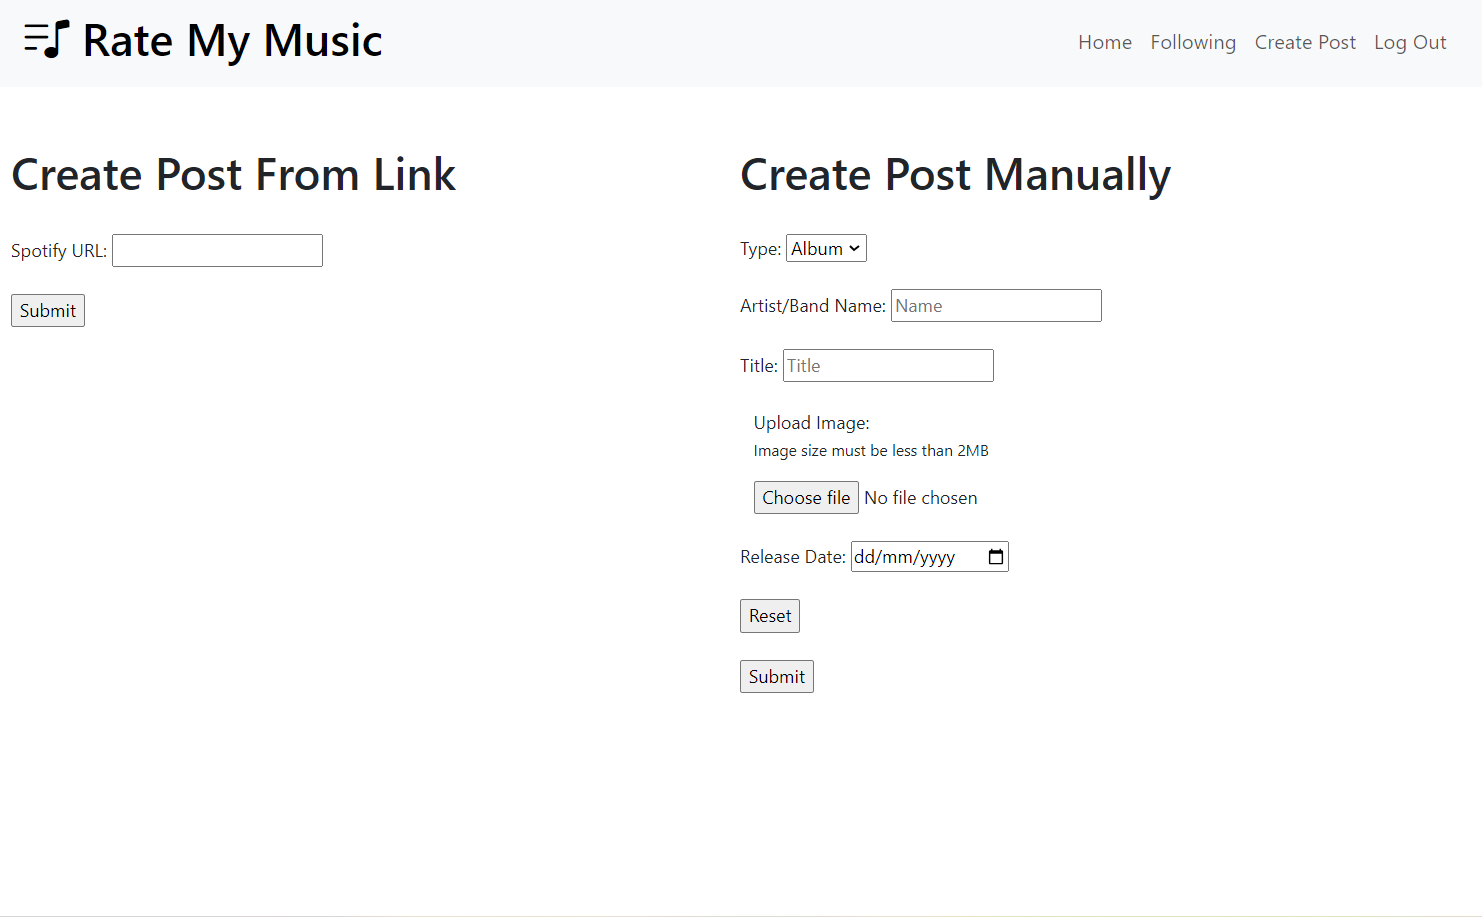 Rate My Music
Home Following Create Post Log Out
Create Post From Link
Spotify URL:
Submit
Create Post Manually
Type: Album
Artist/Band Name: Name
Title: Title
Upload Image:
Image size must be less than 2MB
Choose file No file chosen
Release Date: dd/mm/yyyy
Reset
Submit